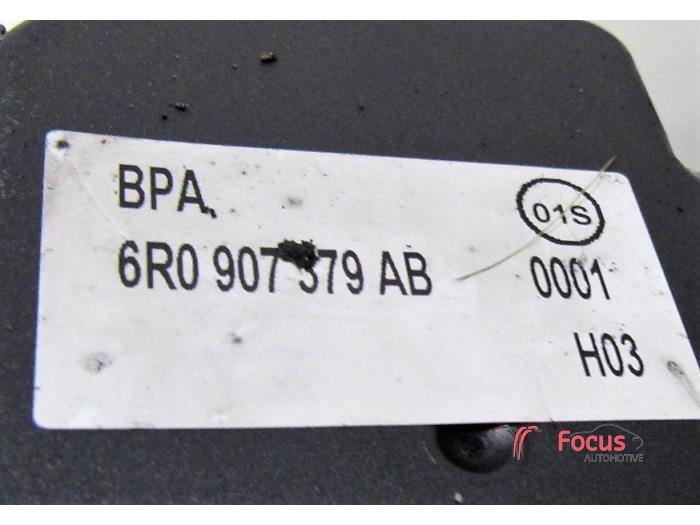 BPA
01S
6R0 907 379 AB 0001
H03
Focus
AUTOMOTIVE